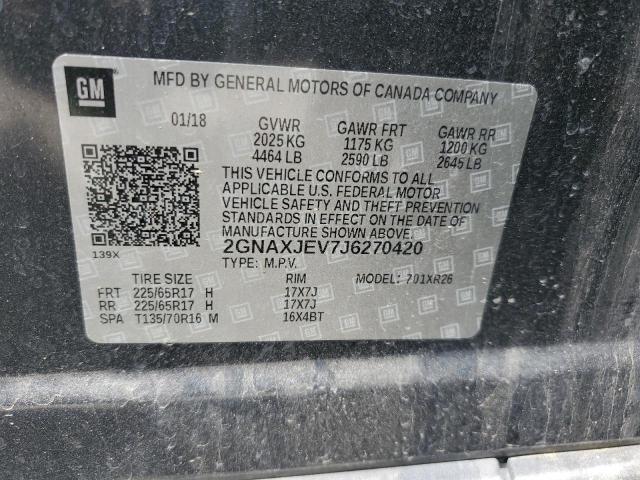 GM
MFD BY GENERAL MOTORS OF CANADA COMPANY
01/18 GVWR GAWR FRT GAWR RR
2025 KG 1175 KG 1200 KG
4464 LB 2590 LB 2645 LB
THIS VEHICLE CONFORMS TO ALL
APPLICABLE U.S. FEDERAL MOTOR
VEHICLE SAFETY AND THEFT PREVENTION
STANDARDS IN EFFECT ON THE DATE OF
MANUFACTURE SHOWN ABOVE.
139X 2GNAXJEV7J6270420
TYPE: M.P.V. MODEL: 701XR26
TIRE SIZE RIM
FRT 225/65R17 H 17X7J
RR 225/65R17 H 17X7J
SPA T135/70R16 M 16X4BT